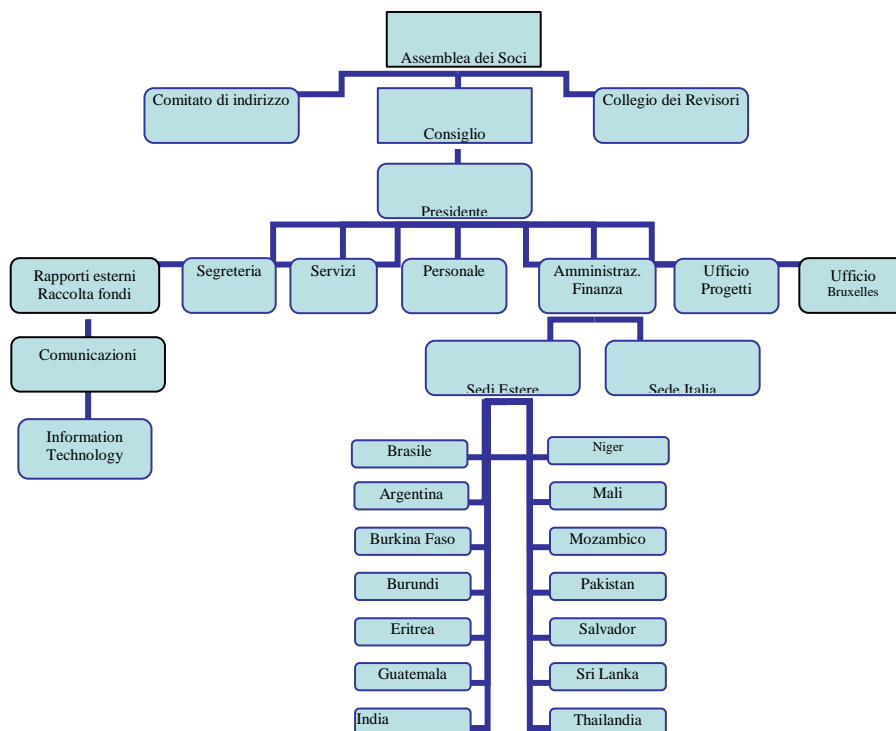 Assemblea dei Soci
Comitato di indirizzo
Consiglio
Collegio dei Revisori
Presidente
Rapporti esterni
Raccolta fondi
Segreteria
Servizi
Personale
Amministraz.
Finanza
Ufficio
Progetti
Ufficio
Bruxelles
Comunicazioni
Sedi Estere
Sede Italia
Information
Technology
Brasile
Niger
Argentina
Mali
Burkina Faso
Mozambico
Burundi
Pakistan
Eritrea
Salvador
Guatemala
Sri Lanka
India
Thailandia